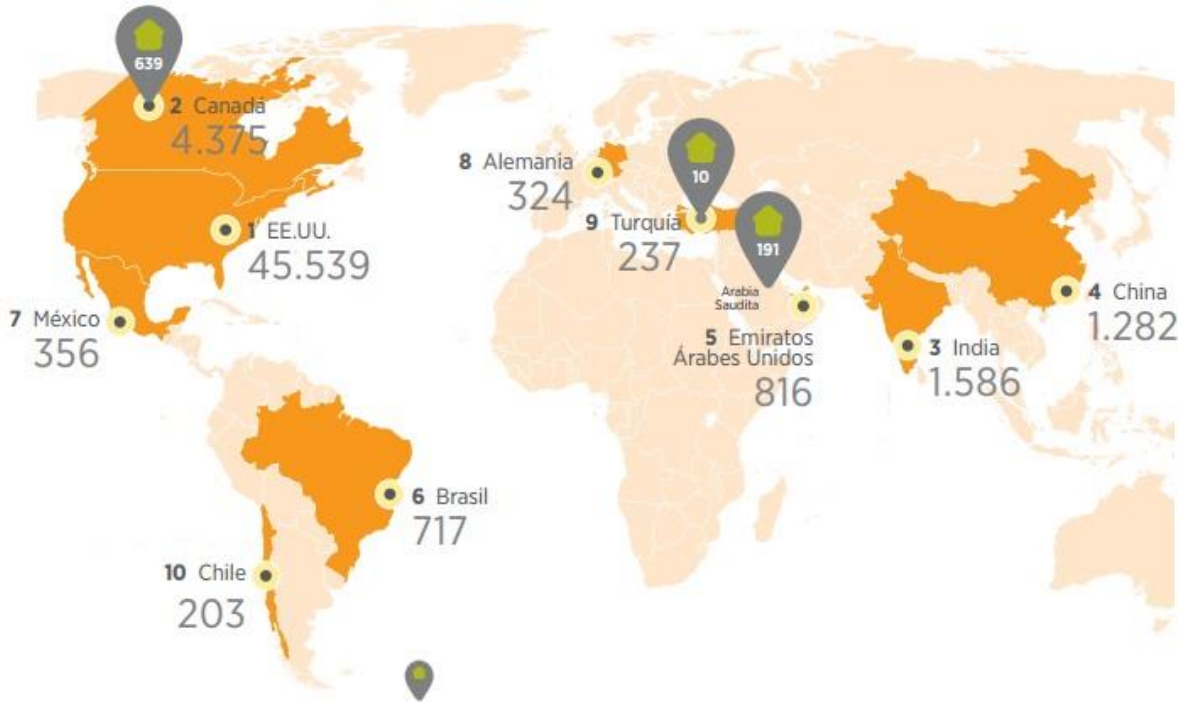 639
2 Canadá
4.375
1 EE.UU.
45.539
7 México
356
6 Brasil
717
10 Chile
203
8 Alemania
324
10
9 Turquía
237
191
Arabia
Saudita
5 Emiratos
Árabes Unidos
816
3 India
1.586
4 China
1.282